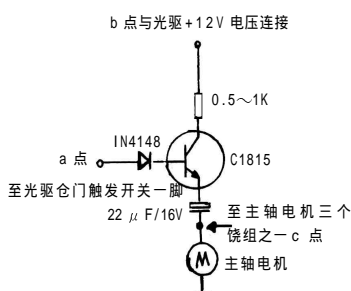 b 点与光驱+12V 电压连接
0.5～1K
IN4148
a 点
C1815
至光驱仓门触发开关一脚
22 μF/16V
至主轴电机三个
饶组之一 c 点
M
主轴电机